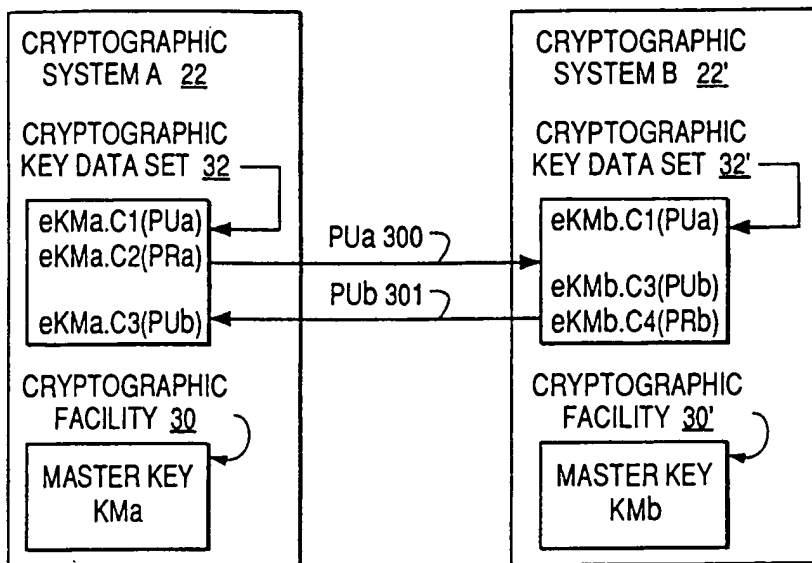 CRYPTOGRAPHIC
SYSTEM A 22
CRYPTOGRAPHIC
KEY DATA SET 32
eKMa.C1(PUa)
eKMa.C2(PRa)
eKMa.C3(PUb)
CRYPTOGRAPHIC
FACILITY 30
MASTER KEY
KMa
PUa 300
PUb 301
CRYPTOGRAPHIC
SYSTEM B 22'
CRYPTOGRAPHIC
KEY DATA SET 32'
eKMb.C1(PUa)
eKMb.C3(PUb)
eKMb.C4(PRb)
CRYPTOGRAPHIC
FACILITY 30'
MASTER KEY
KMb